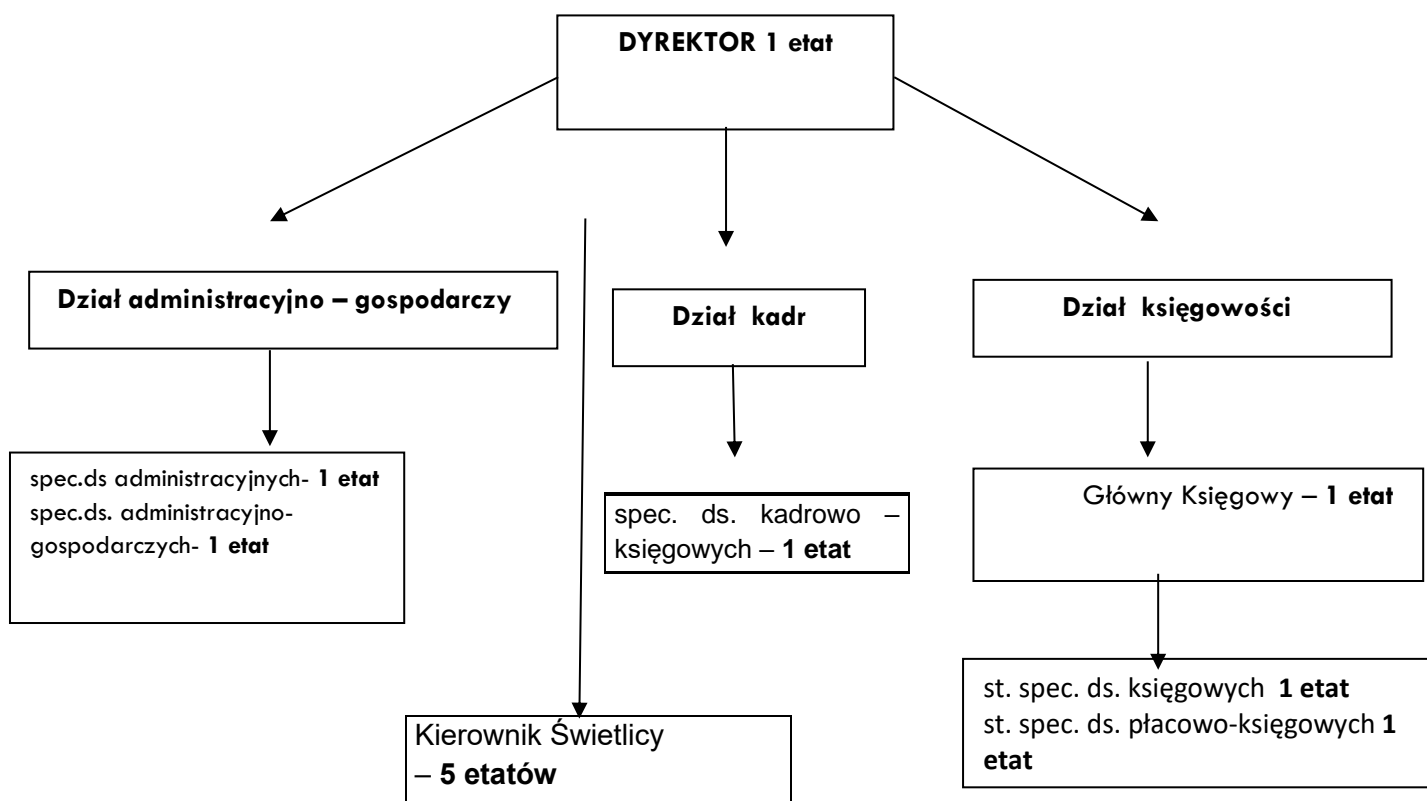 DYREKTOR 1 etat
Dział administracyjno – gospodarczy
Dział kadr
Dział księgowości
spec.ds administracyjnych- 1 etat
spec.ds. administracyjno-
gospodarczych- 1 etat
spec. ds. kadrowo –
księgowych – 1 etat
Główny Księgowy – 1 etat
st. spec. ds. księgowych 1 etat
st. spec. ds. płacowo-księgowych 1
etat
Kierownik Świetlicy
– 5 etatów